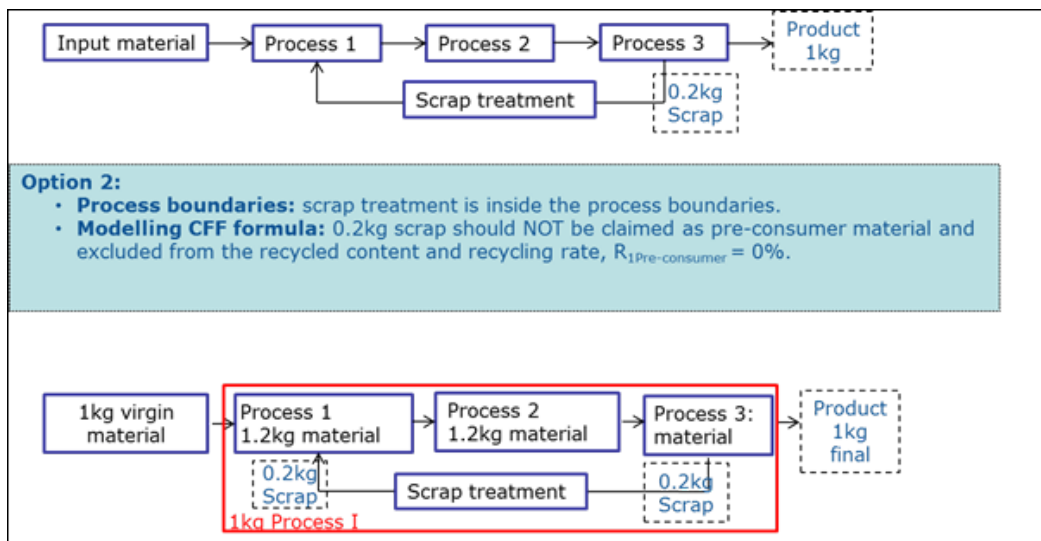 Input material
Process 1
Process 2
Process 3
Product
1kg
Scrap treatment
0.2kg
Scrap
Option 2:
• Process boundaries: scrap treatment is inside the process boundaries.
• Modelling CFF formula: 0.2kg scrap should NOT be claimed as pre-consumer material and
excluded from the recycled content and recycling rate, R1Pre-consumer = 0%.
1kg virgin
material
Process 1
1.2kg material
Process 2
1.2kg material
Process 3:
material
Product
1kg
final
0.2kg
Scrap
Scrap treatment
0.2kg
Scrap
1kg Process I